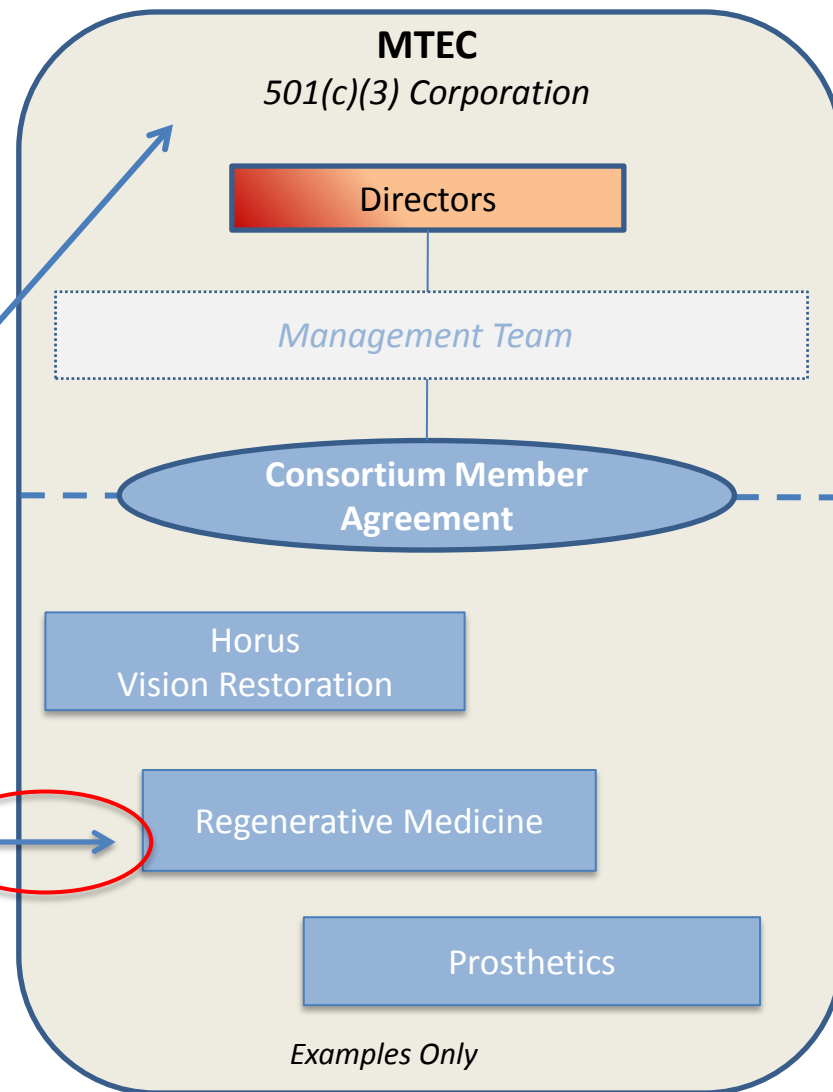 MTEC
501(c)(3) Corporation
Directors
Management Team
Consortium Member
Agreement
Horus
Vision Restoration
Regenerative Medicine
Prosthetics
Examples Only